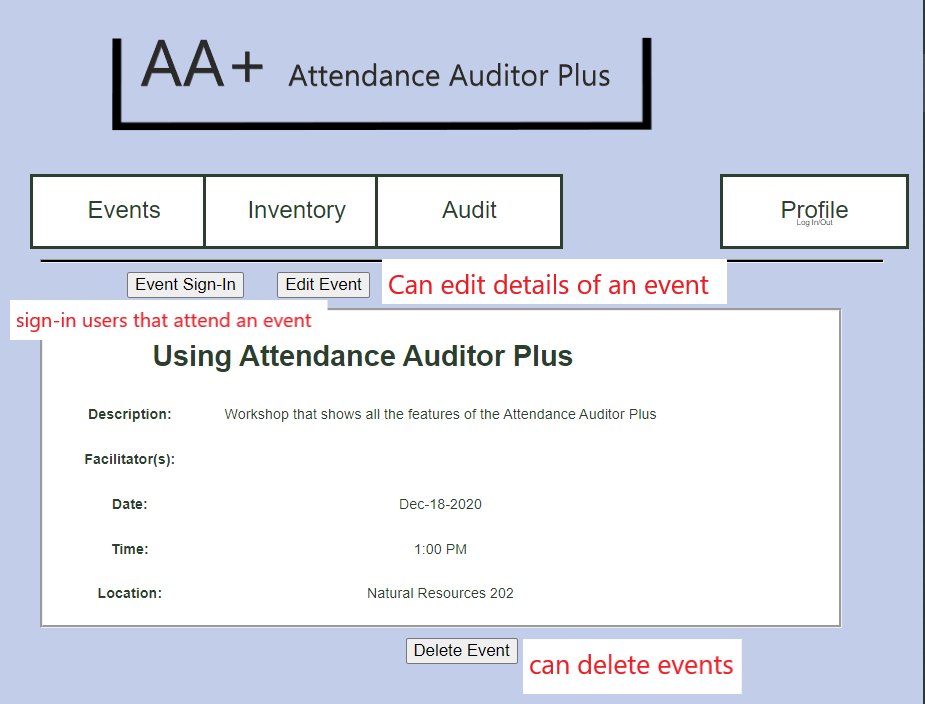 AA+ Attendance Auditor Plus
Events Inventory Audit Profile
Log In/Out
Event Sign-In Edit Event Can edit details of an event
sign-in users that attend an event
Using Attendance Auditor Plus
Description: Workshop that shows all the features of the Attendance Auditor Plus
Facilitator(s):
Date: Dec-18-2020
Time: 1:00 PM
Location: Natural Resources 202
Delete Event can delete events